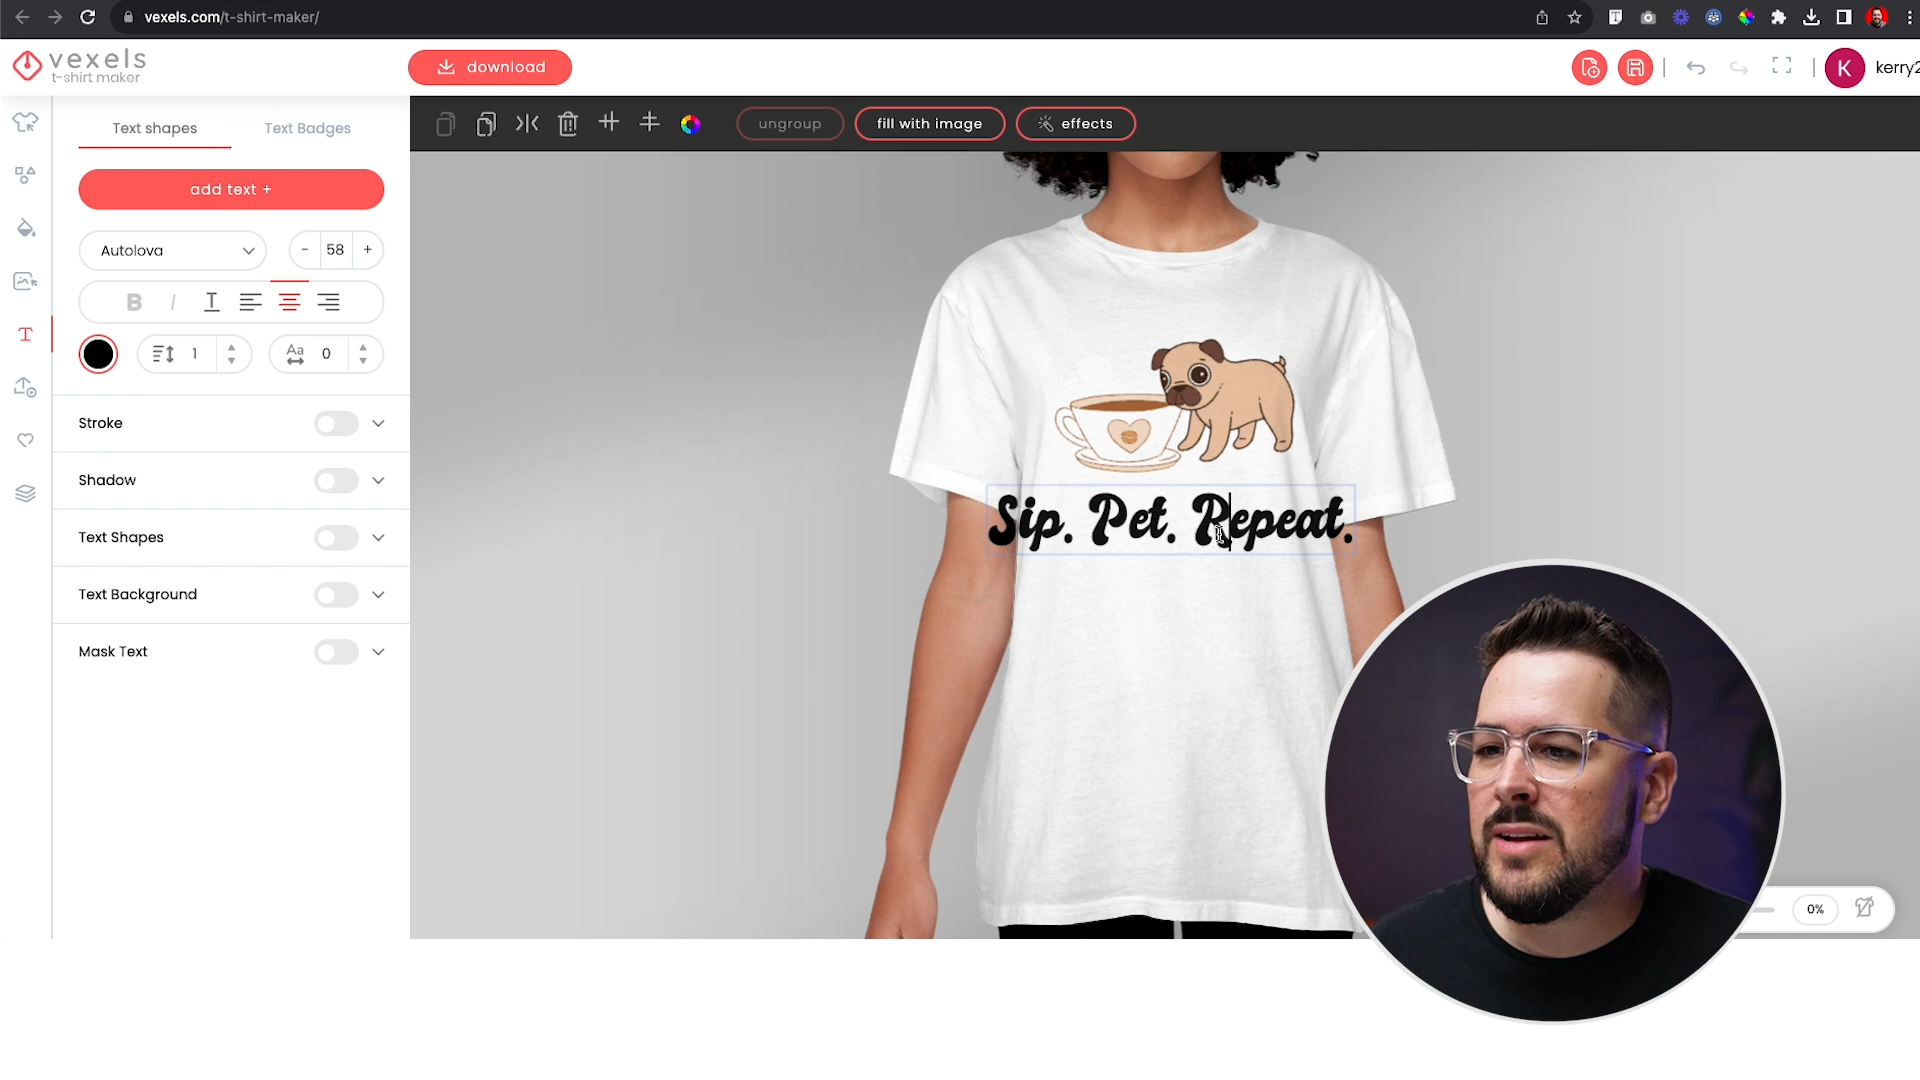 vexels.com/t-shirt-maker/
vexels
t-shirt maker
download
K
kerry2
Text shapes
Text Badges
ungroup
fill with image
effects
add text +
Autolova
- 58 +
B I T
1
Aa 0
Stroke
Shadow
Text Shapes
Text Background
Mask Text
Sip. Pet. Repeat.
0%